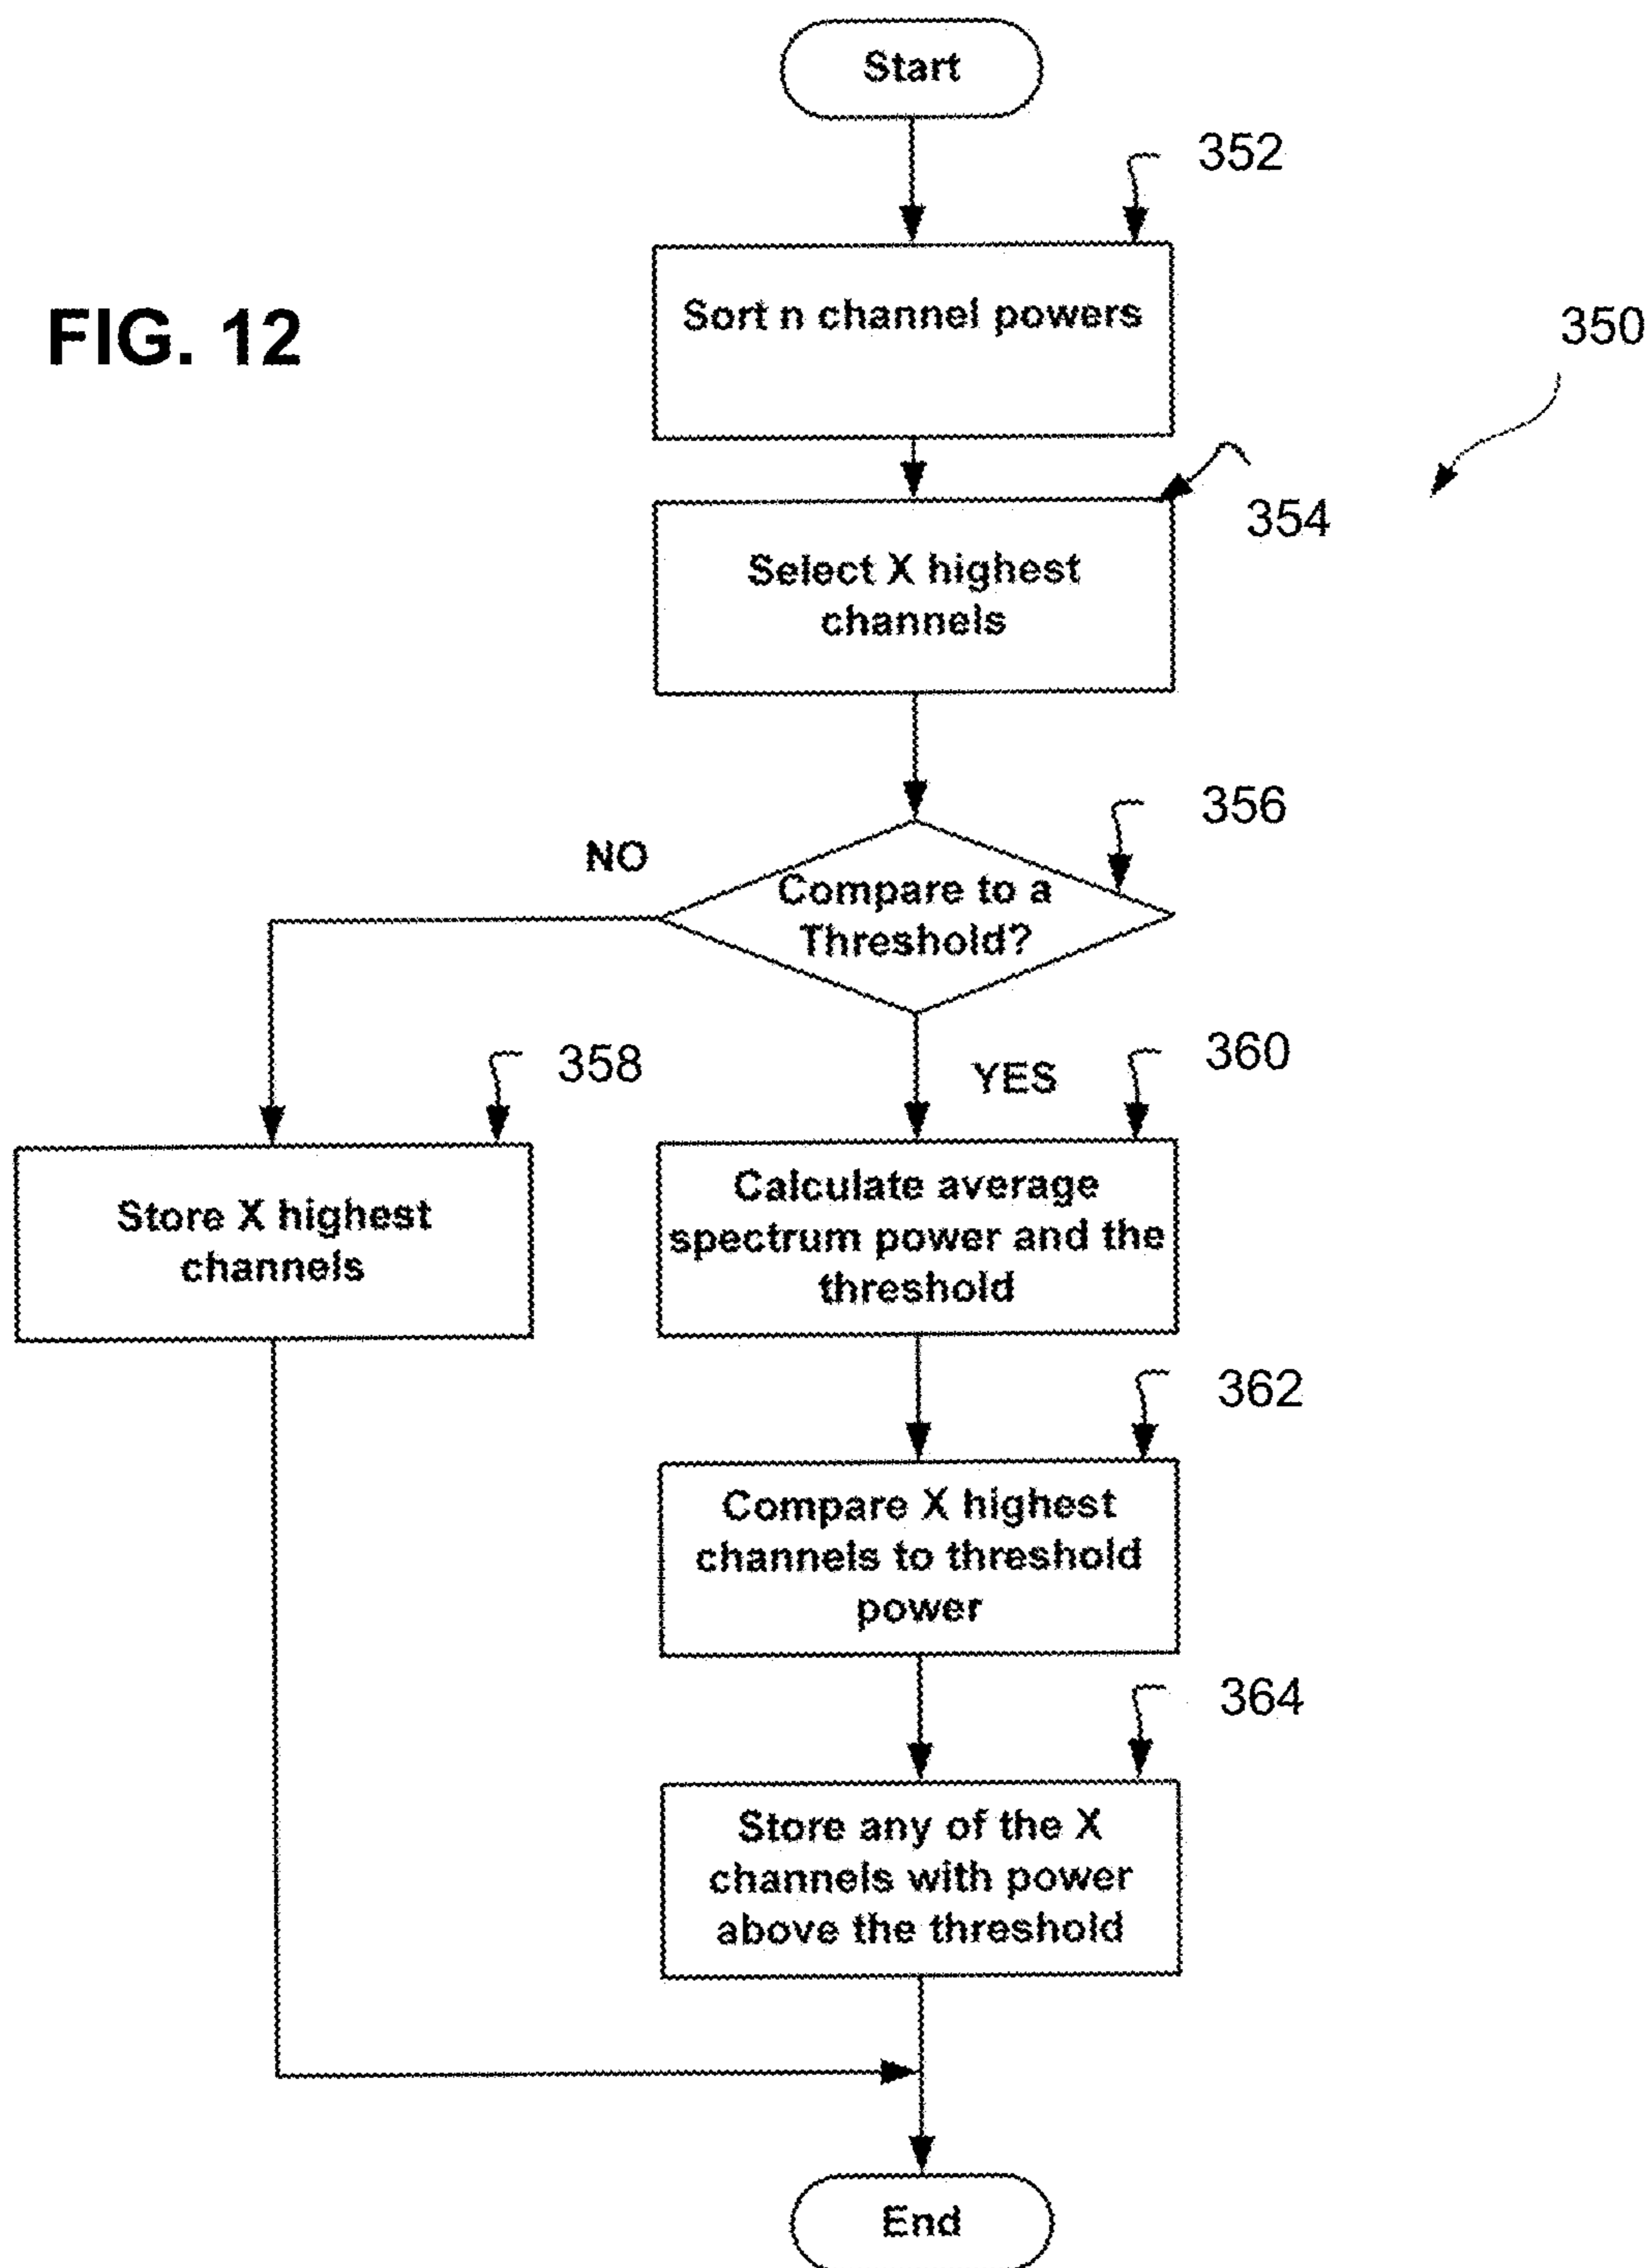 Start
352
Sort n channel powers
FIG. 12
350
354
Select X highest
channels
356
NO
Compare to a
Threshold?
358
YES
360
Store X highest
channels
Calculate average
spectrum power and the
threshold
362
Compare X highest
channels to threshold
power
364
Store any of the X
channels with power
above the threshold
End